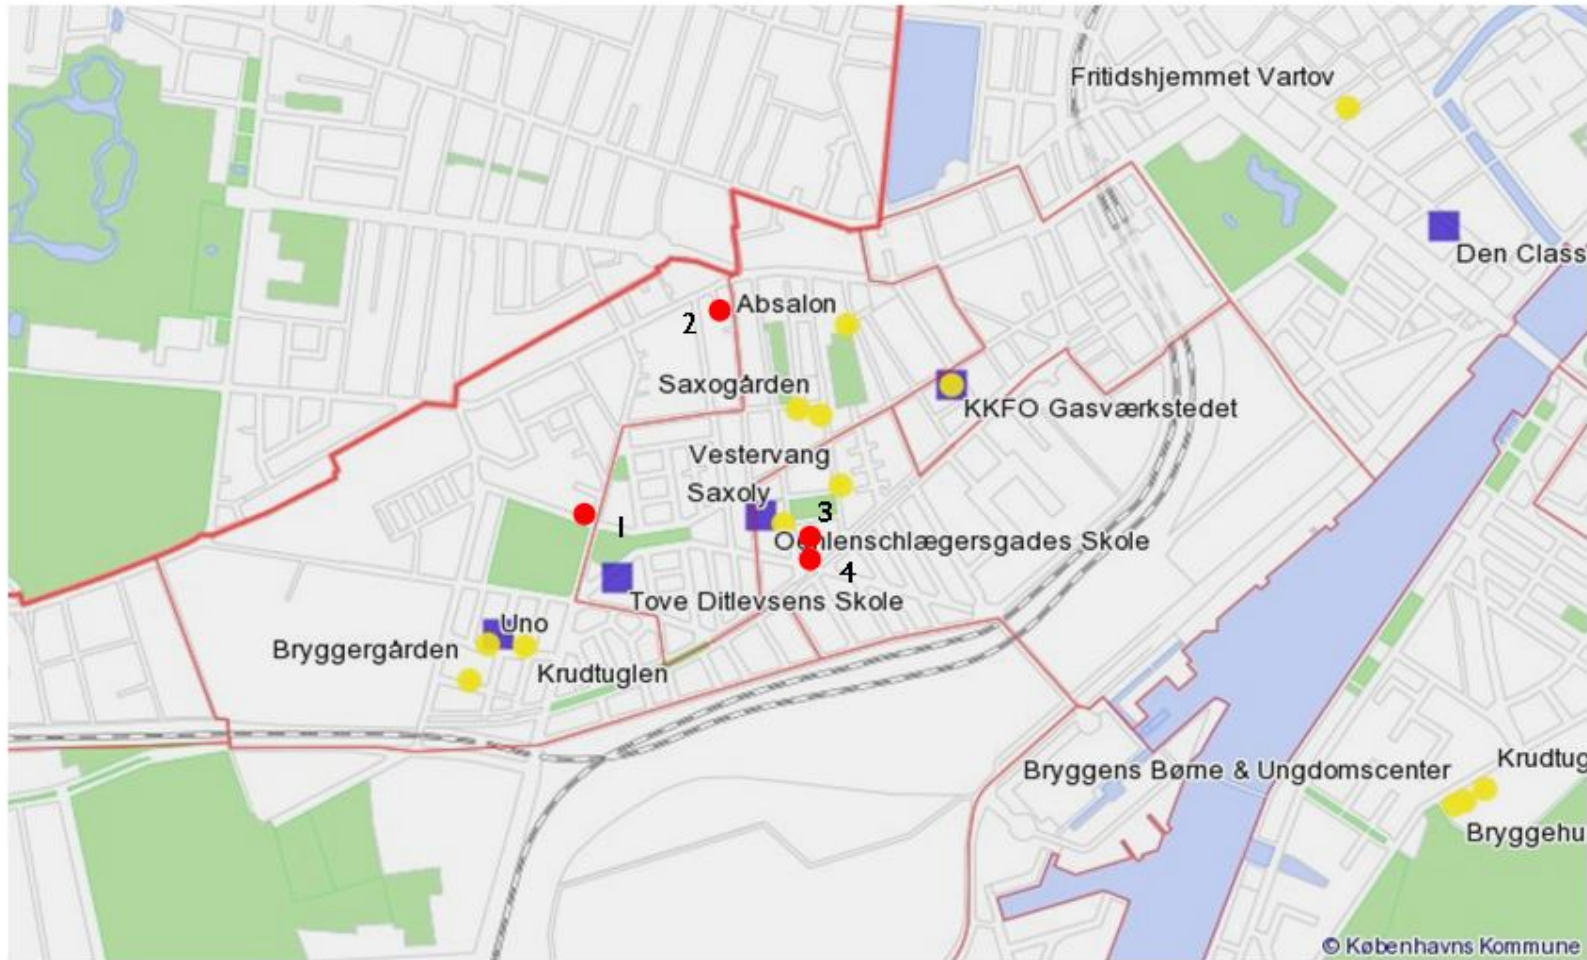 Fritidshjemmet Vartov
Den Class
2
Absalon
Saxogården
KKFO Gasværkstedet
Vestervang
Saxoly
3
1
Oehlenschlægersgades Skole
4
Tove Ditlevsens Skole
Uno
Bryggergården
Krudtuglen
Krudtug
Bryggens Børne & Ungdomscenter
Bryggehu
© Københavns Kommune